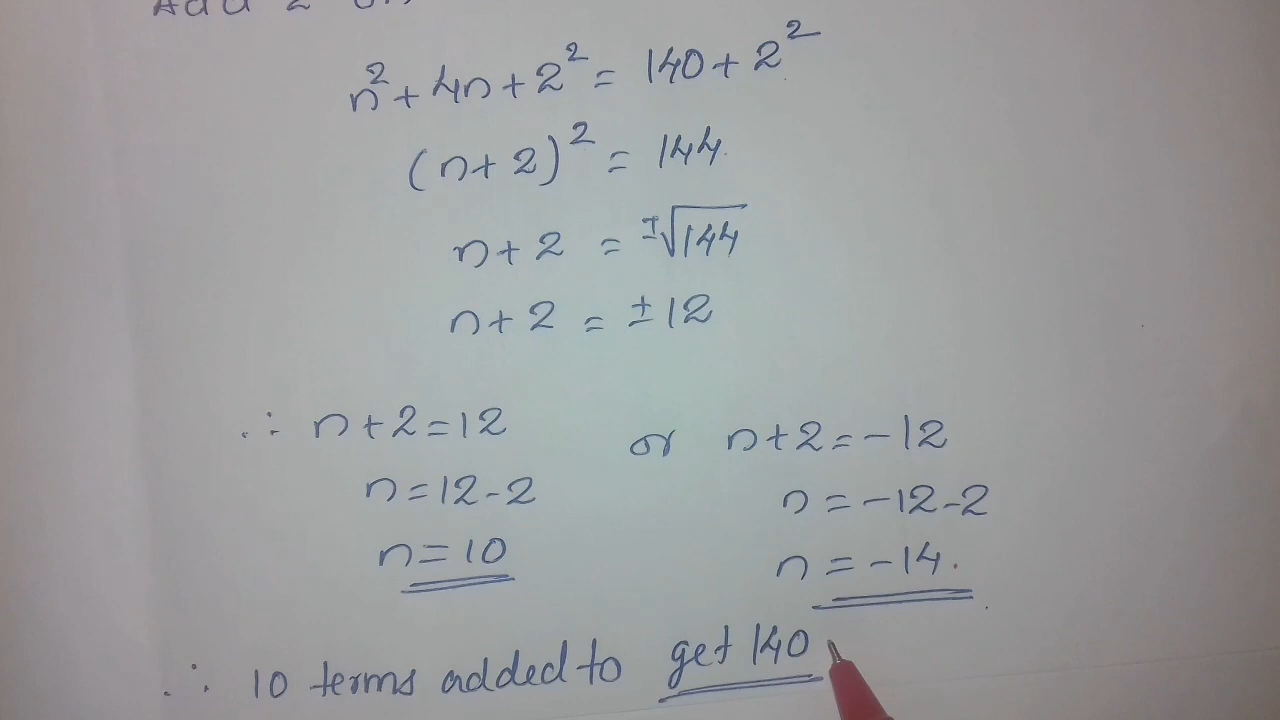 n² + 4n + 2² = 140 + 2²
(n + 2)² = 144
n + 2 = ±√144
n + 2 = ±12
∴ n + 2 = 12 or n + 2 = -12
n = 12 - 2 n = -12 - 2
n = 10 n = -14.
∴ 10 terms added to get 140